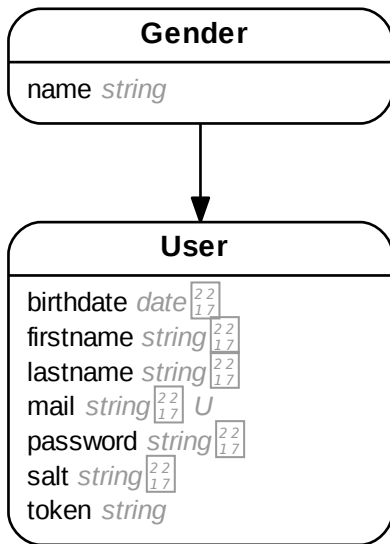 Gender
name string
User
birthdate date ∗
firstname string ∗
lastname string ∗
mail string ∗ U
password string ∗
salt string ∗
token string